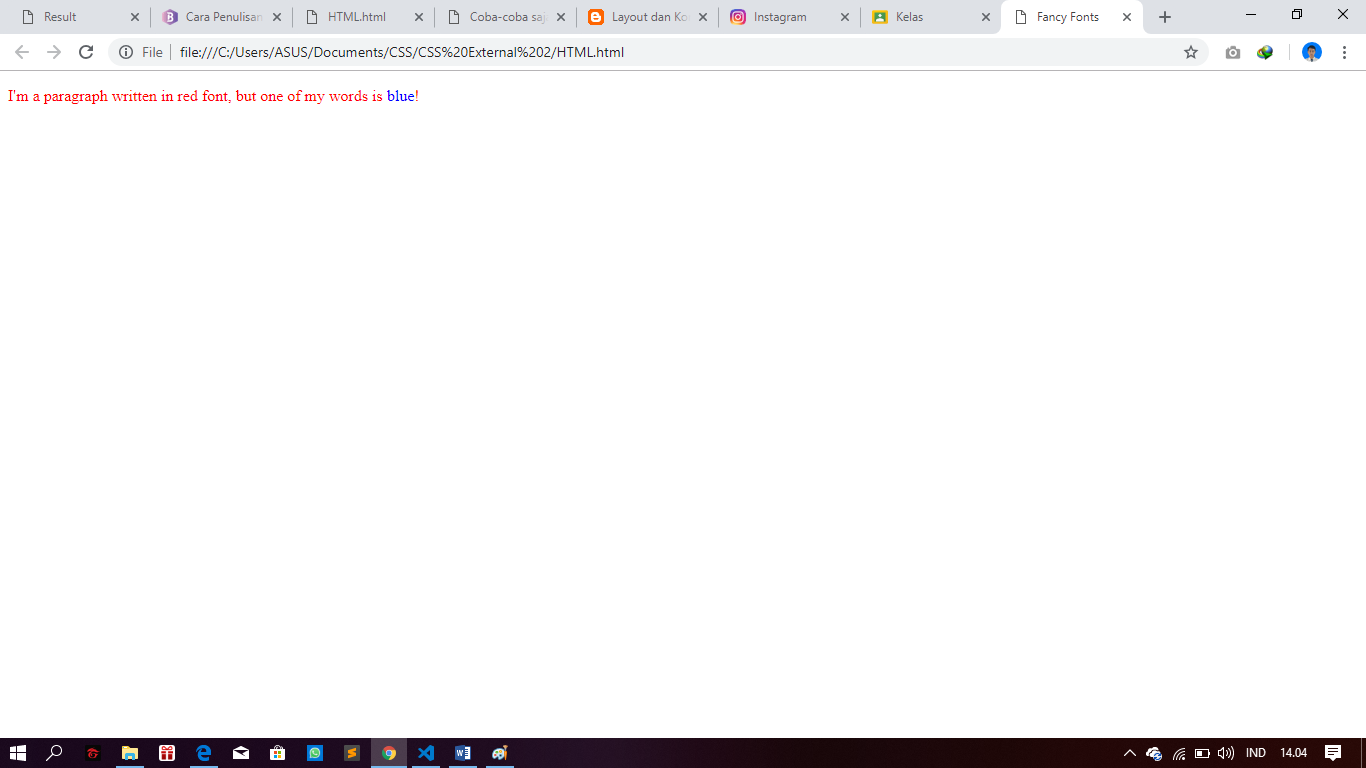 Result
Cara Penulisan
HTML.html
Coba-coba saj
Layout dan Ko
Instagram
Kelas
Fancy Fonts
File
file:///C:/Users/ASUS/Documents/CSS/CSS%20External%202/HTML.html
I'm a paragraph written in red font, but one of my words is blue!
IND
14.04